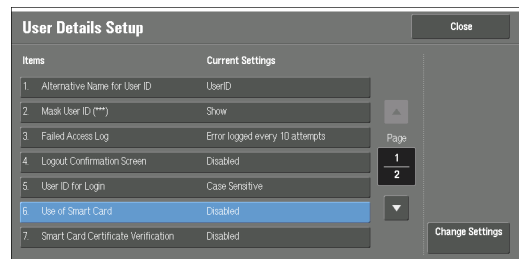 User Details Setup
Close
Items Current Settings
1. Alternative Name for User ID UserID
2. Mask User ID (***) Show
3. Failed Access Log Error logged every 10 attempts
4. Logout Confirmation Screen Disabled
5. User ID for Login Case Sensitive
6. Use of Smart Card Disabled
7. Smart Card Certificate Verification Disabled
Page
1
2
Change Settings